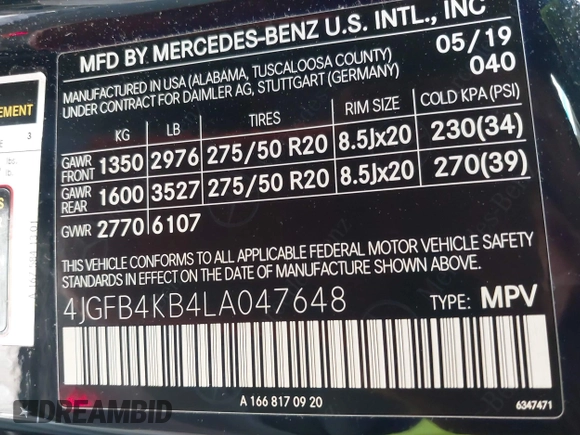 MFD BY MERCEDES-BENZ U.S. INTL., INC
MANUFACTURED IN USA (ALABAMA, TUSCALOOSA COUNTY) 05/19
UNDER CONTRACT FOR DAIMLER AG, STUTTGART (GERMANY) 040
KG LB TIRES RIM SIZE COLD KPA(PSI)
GAWR FRONT 1350 2976 275/50 R20 8.5Jx20 230(34)
GAWR REAR 1600 3527 275/50 R20 8.5Jx20 270(39)
GVWR 2770 6107
THIS VEHICLE CONFORMS TO ALL APPLICABLE FEDERAL MOTOR VEHICLE SAFETY
STANDARDS IN EFFECT ON THE DATE OF MANUFACTURE SHOWN ABOVE.
4JGFB4KB4LA047648 TYPE: MPV
A 166 817 09 20 6347471
DREAMBID